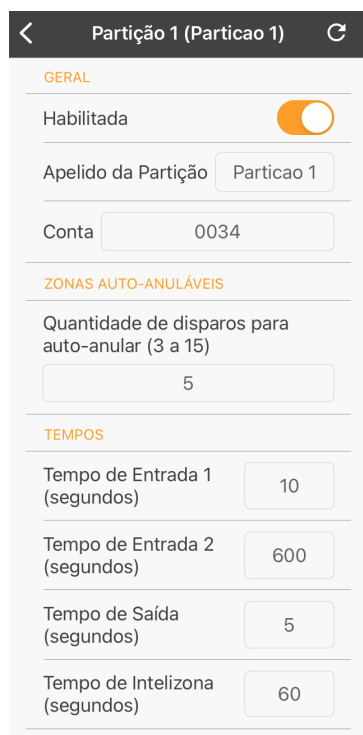 Partição 1 (Particao 1)
GERAL
Habilitada
Apelido da Partição Particao 1
Conta 0034
ZONAS AUTO-ANULÁVEIS
Quantidade de disparos para
auto-anular (3 a 15)
5
TEMPOS
Tempo de Entrada 1
(segundos)
10
Tempo de Entrada 2
(segundos)
600
Tempo de Saída
(segundos)
5
Tempo de Intelizona
(segundos)
60